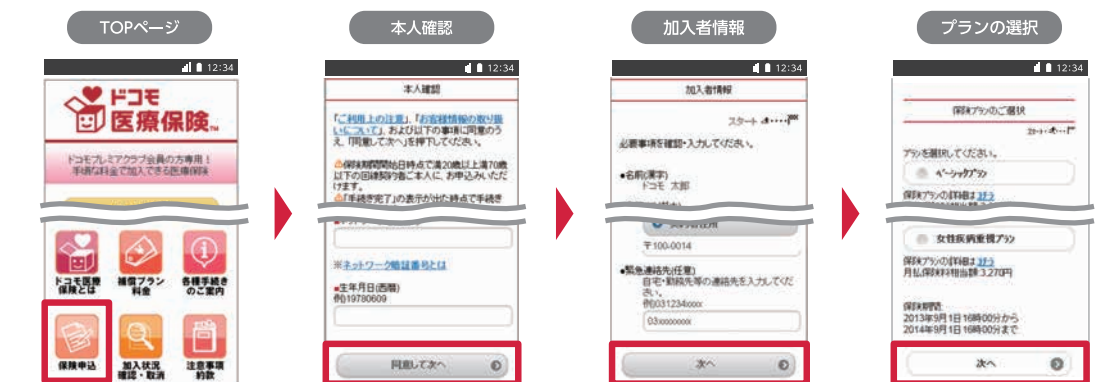 TOPページ
12:34
ドコモ
医療保険™
ドコモプレミアクラブ会員の方専用！
手頃な料金で加入できる医療保険
ドコモ医療
保険とは
補償プラン
料金
各種手続き
のご案内
保険申込
加入状況
確認・取消
注意事項
約款
本人確認
12:34
本人確認
「ご利用上の注意」、「お客様情報の取り扱
いについて」、および以下の事項に同意のう
え、「同意して次へ」を押下してください。
⚠保険期間開始日時点で満20歳以上満70歳
以下の回線契約者ご本人に、お申込みいただ
けます。
⚠「手続き完了」の表示が出た時点で手続き
※ネットワーク暗証番号とは
■生年月日(西暦)
例)19780609
同意して次へ
加入者情報
12:34
加入者情報
スタート
必要事項を確認・入力してください。
●名前(漢字)
ドコモ 太郎
〒100-0014
●緊急連絡先(任意)
自宅・勤務先等の連絡先を入力してくだ
さい。
例)031234xxxx
03xxxxxxxx
次へ
プランの選択
12:34
保険プランのご選択
スタート
プランを選択してください。
ベーシックプラン
保険プランの詳細はコチラ
女性疾病重視プラン
保険プランの詳細はコチラ
月払保険料相当額 3,270円
保険期間
2013年9月1日 16時00分から
2014年9月1日 16時00分まで
次へ